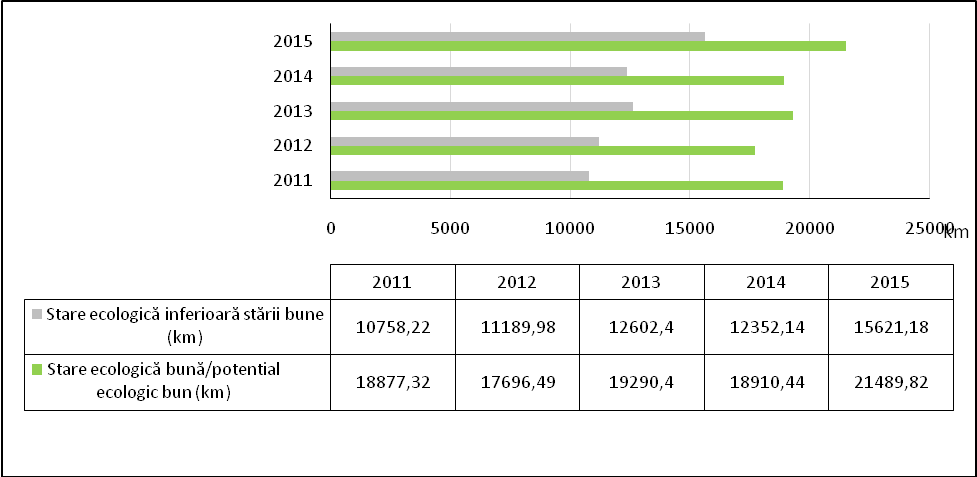 2015
2014
2013
2012
2011
0 5000 10000 15000 20000 25000
km
2011 2012 2013 2014 2015
Stare ecologică inferioară stării bune
(km)
10758,22 11189,98 12602,4 12352,14 15621,18
Stare ecologică bună/potential
ecologic bun (km)
18877,32 17696,49 19290,4 18910,44 21489,82